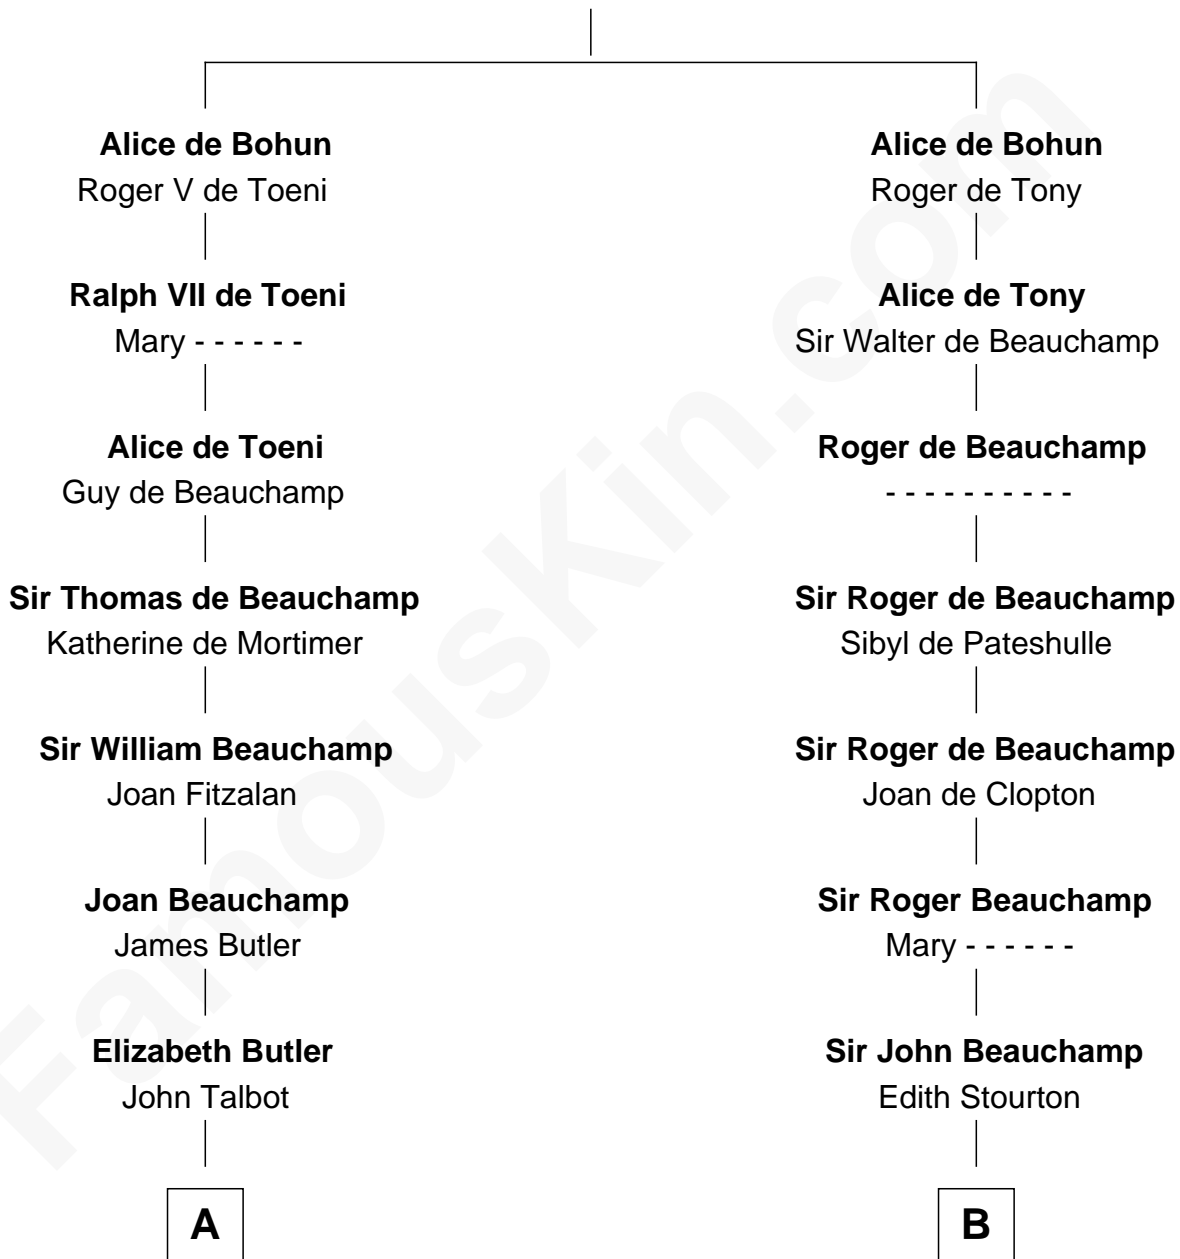 Alice de Bohun
Roger V de Toeni
Ralph VII de Toeni
Mary - - - - - -
Alice de Toeni
Guy de Beauchamp
Sir Thomas de Beauchamp
Katherine de Mortimer
Sir William Beauchamp
Joan Fitzalan
Joan Beauchamp
James Butler
Elizabeth Butler
John Talbot
A
Alice de Bohun
Roger de Tony
Alice de Tony
Sir Walter de Beauchamp
Roger de Beauchamp
- - - - - - - - - -
Sir Roger de Beauchamp
Sibyl de Pateshulle
Sir Roger de Beauchamp
Joan de Clopton
Sir Roger Beauchamp
Mary - - - - - -
Sir John Beauchamp
Edith Stourton
B
FamousKin.com